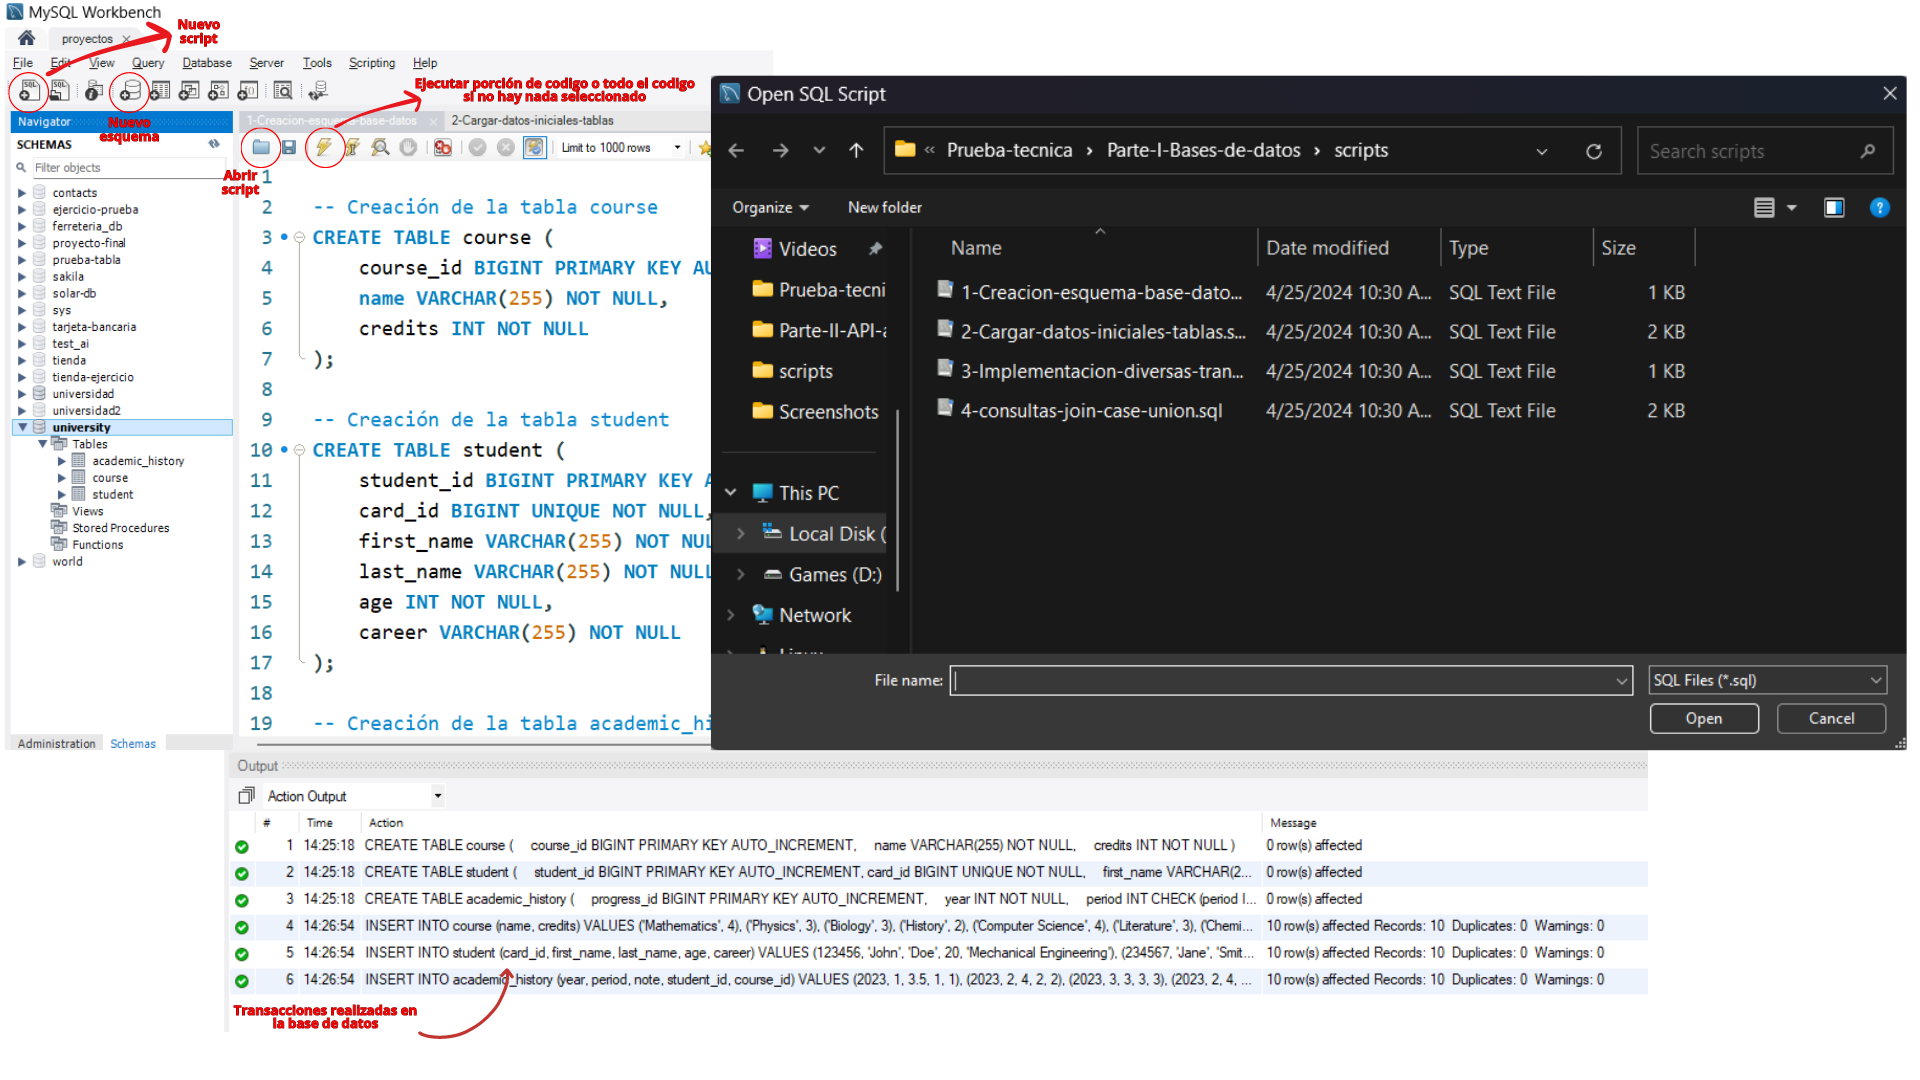 MySQL Workbench
proyectos
Nuevo
script
File Edit View Query Database Server Tools Scripting Help
Ejecutar porción de codigo o todo el codigo
si no hay nada seleccionado
Nuevo
esquema
Navigator
SCHEMAS
Filter objects
contacts
ejercicio-prueba
ferreteria_db
proyecto-final
prueba-tabla
sakila
solar-db
sys
tarjeta-bancaria
test_ai
tienda
tienda-ejercicio
universidad
universidad2
university
Tables
academic_history
course
student
Views
Stored Procedures
Functions
world
Administration Schemas
1-Creacion-esquema-base-datos 2-Cargar-datos-iniciales-tablas
Limit to 1000 rows
Abrir
script
1
2 -- Creación de la tabla course
3 CREATE TABLE course (
4 course_id BIGINT PRIMARY KEY AU
5 name VARCHAR(255) NOT NULL,
6 credits INT NOT NULL
7 );
8
9 -- Creación de la tabla student
10 CREATE TABLE student (
11 student_id BIGINT PRIMARY KEY A
12 card_id BIGINT UNIQUE NOT NULL,
13 first_name VARCHAR(255) NOT NUL
14 last_name VARCHAR(255) NOT NULL
15 age INT NOT NULL,
16 career VARCHAR(255) NOT NULL
17 );
18
19 -- Creación de la tabla academic_hi
Open SQL Script
« Prueba-tecnica › Parte-I-Bases-de-datos › scripts
Search scripts
Organize New folder
Videos
Prueba-tecni
Parte-II-API-a
scripts
Screenshots
This PC
Local Disk (
Games (D:)
Network
Name Date modified Type Size
1-Creacion-esquema-base-dato... 4/25/2024 10:30 A... SQL Text File 1 KB
2-Cargar-datos-iniciales-tablas.s... 4/25/2024 10:30 A... SQL Text File 2 KB
3-Implementacion-diversas-tran... 4/25/2024 10:30 A... SQL Text File 1 KB
4-consultas-join-case-union.sql 4/25/2024 10:30 A... SQL Text File 2 KB
File name: SQL Files (*.sql)
Open Cancel
Output
Action Output
# Time Action Message
1 14:25:18 CREATE TABLE course ( course_id BIGINT PRIMARY KEY AUTO_INCREMENT, name VARCHAR(255) NOT NULL, credits INT NOT NULL ) 0 row(s) affected
2 14:25:18 CREATE TABLE student ( student_id BIGINT PRIMARY KEY AUTO_INCREMENT, card_id BIGINT UNIQUE NOT NULL, first_name VARCHAR(2... 0 row(s) affected
3 14:25:18 CREATE TABLE academic_history ( progress_id BIGINT PRIMARY KEY AUTO_INCREMENT, year INT NOT NULL, period INT CHECK (period I... 0 row(s) affected
4 14:26:54 INSERT INTO course (name, credits) VALUES ('Mathematics', 4), ('Physics', 3), ('Biology', 3), ('History', 2), ('Computer Science', 4), ('Literature', 3), ('Chemi... 10 row(s) affected Records: 10 Duplicates: 0 Warnings: 0
5 14:26:54 INSERT INTO student (card_id, first_name, last_name, age, career) VALUES (123456, 'John', 'Doe', 20, 'Mechanical Engineering'), (234567, 'Jane', 'Smit... 10 row(s) affected Records: 10 Duplicates: 0 Warnings: 0
6 14:26:54 INSERT INTO academic_history (year, period, note, student_id, course_id) VALUES (2023, 1, 3.5, 1, 1), (2023, 2, 4, 2, 2), (2023, 3, 3, 3, 3), (2023, 2, 4, ... 10 row(s) affected Records: 10 Duplicates: 0 Warnings: 0
Transacciones realizadas en
la base de datos